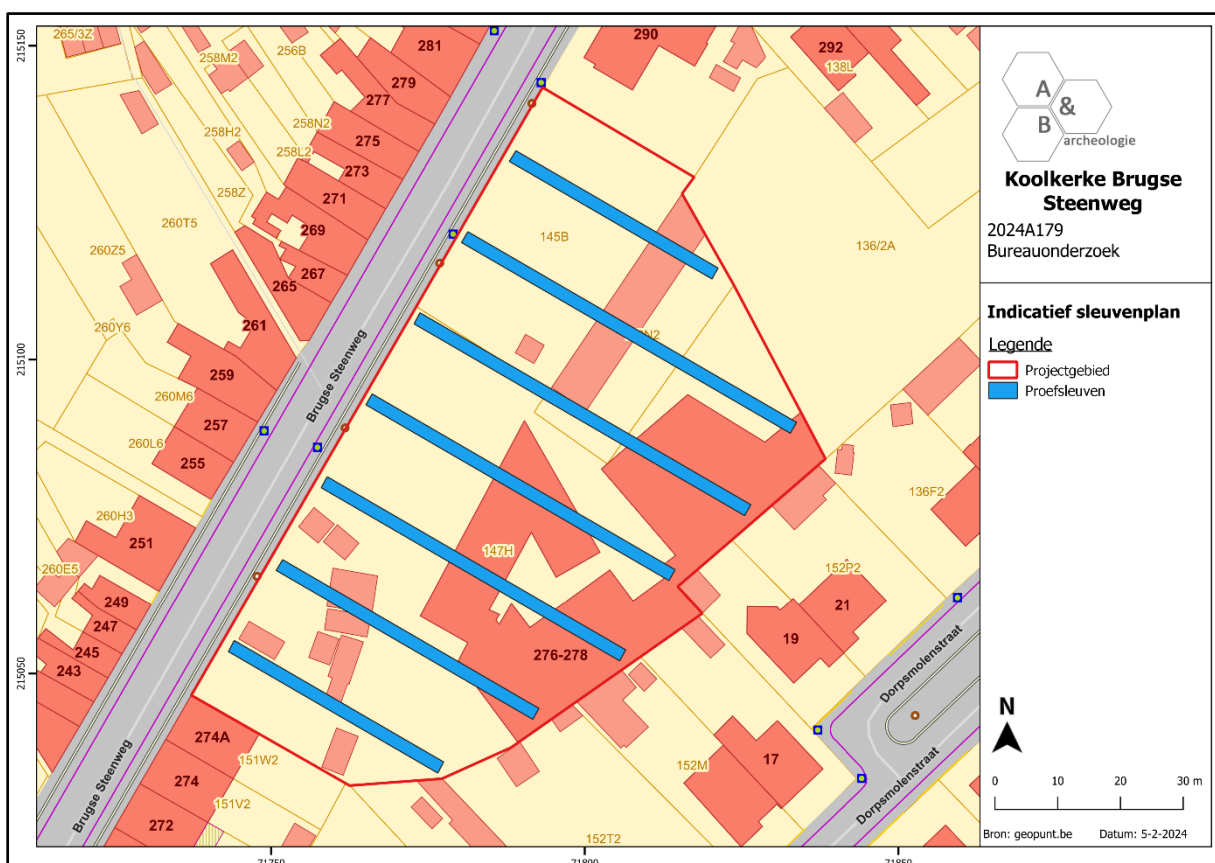 265/3Z
258M2
256B
281
290
292
138L
279
277
258N2
258H2
275
258L2
273
271
258Z
269
260T5
267
265
260Z5
145B
136/2A
260Y6
261
N2
259
260M6
257
260L6
255
260H3
251
260E5
249
247
245
243
147H
136F2
152P2
21
19
276-278
274A
151W2
274
151V2
272
152M
17
152T2
Brugse Steenweg
Brugse Steenweg
Dorpsmolenstraat
Dorpsmolenstraat
215150
215100
215050
71750
71800
71850
A
&
B
archeologie
Koolkerke Brugse
Steenweg
2024A179
Bureauonderzoek
Indicatief sleuvenplan
Legende
Projectgebied
Proefsleuven
N
0 10 20 30 m
Bron: geopunt.be Datum: 5-2-2024